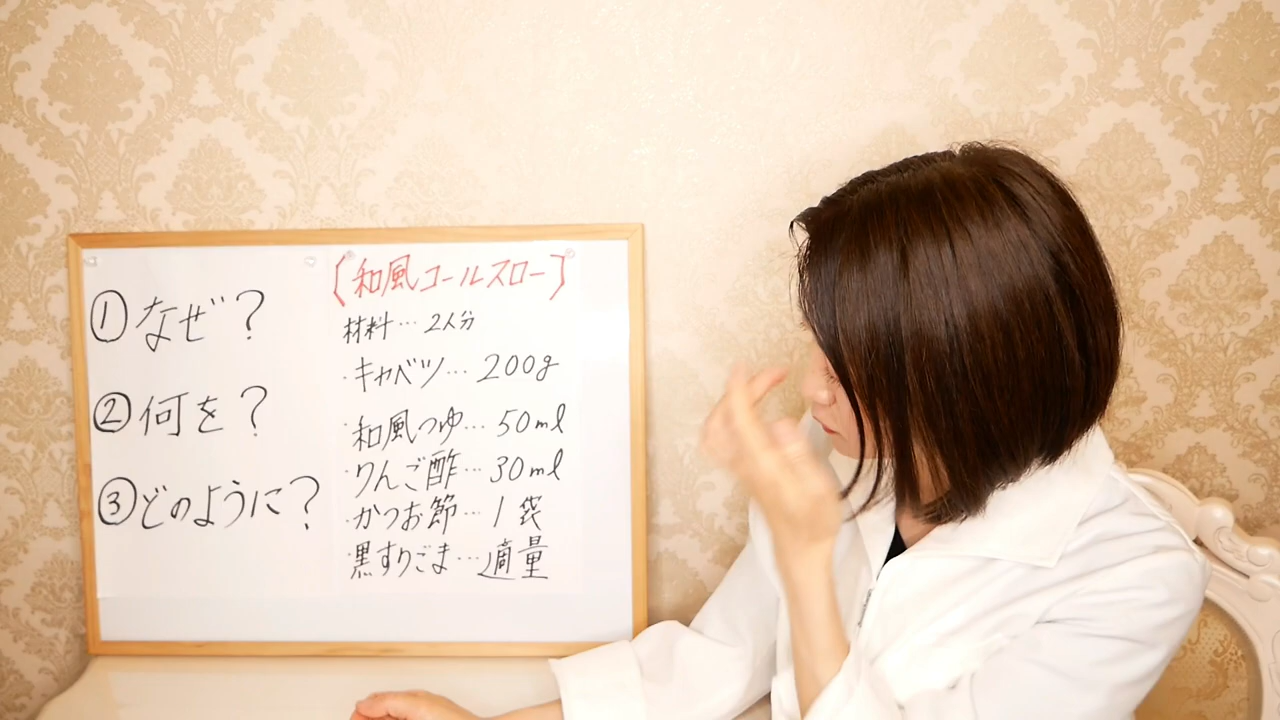 ①なぜ？
②何を？
③どのように？
〔和風コールスロー〕
材料…2人分
・キャベツ…200g
・和風つゆ…50ml
・りんご酢…30ml
・かつお節…1袋
・黒すりごま…適量